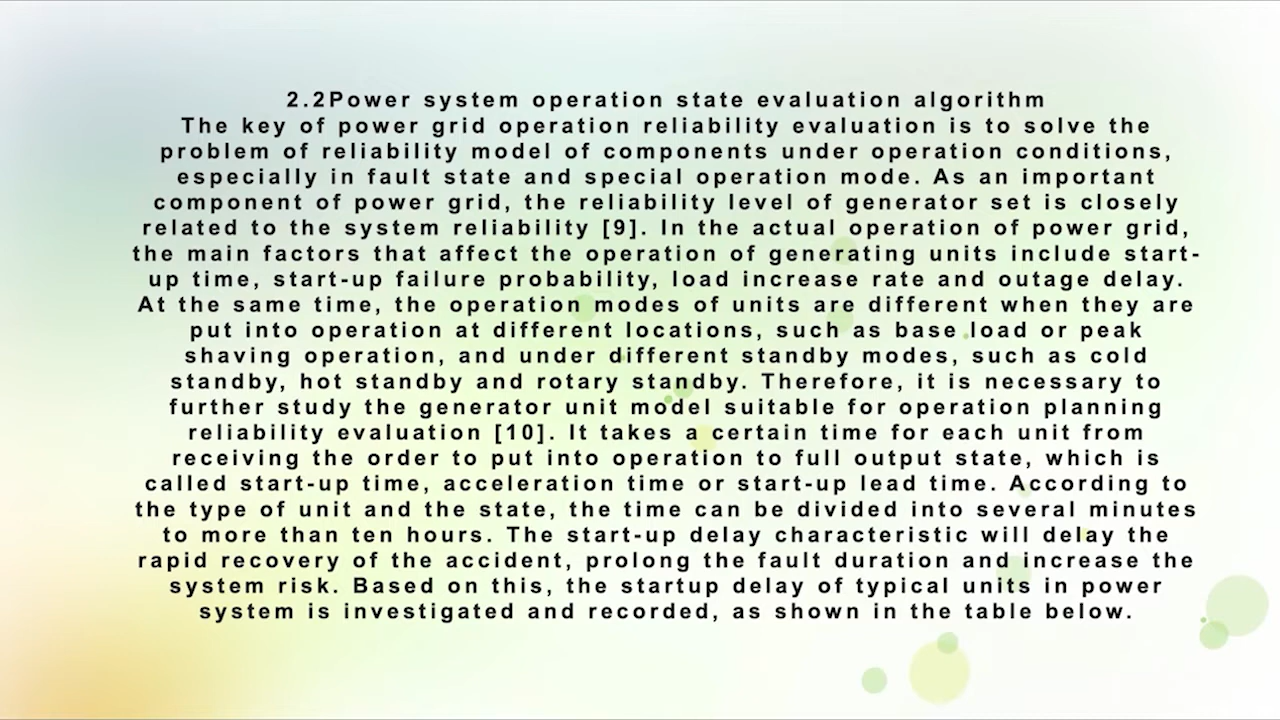 2.2Power system operation state evaluation algorithm
The key of power grid operation reliability evaluation is to solve the
problem of reliability model of components under operation conditions,
especially in fault state and special operation mode. As an important
component of power grid, the reliability level of generator set is closely
related to the system reliability [9]. In the actual operation of power grid,
the main factors that affect the operation of generating units include start-
up time, start-up failure probability, load increase rate and outage delay.
At the same time, the operation modes of units are different when they are
put into operation at different locations, such as base load or peak
shaving operation, and under different standby modes, such as cold
standby, hot standby and rotary standby. Therefore, it is necessary to
further study the generator unit model suitable for operation planning
reliability evaluation [10]. It takes a certain time for each unit from
receiving the order to put into operation to full output state, which is
called start-up time, acceleration time or start-up lead time. According to
the type of unit and the state, the time can be divided into several minutes
to more than ten hours. The start-up delay characteristic will delay the
rapid recovery of the accident, prolong the fault duration and increase the
system risk. Based on this, the startup delay of typical units in power
system is investigated and recorded, as shown in the table below.